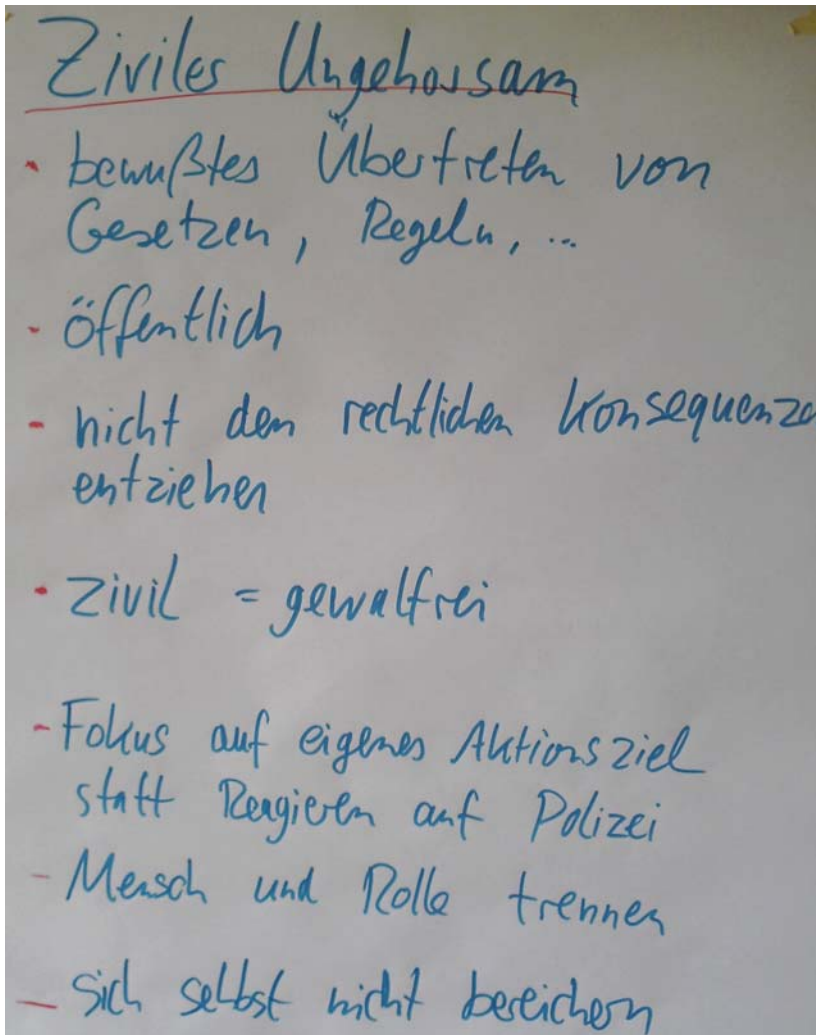 Ziviles Ungehorsam
- bewußtes Übertreten von
Gesetzen, Regeln, ...
- öffentlich
- nicht den rechtlichen Konsequenzen
entziehen
- zivil = gewalfrei
- Fokus auf eigenes Aktionsziel
statt Reagieren auf Polizei
- Mensch und Rolle trennen
- sich selbst nicht bereichern